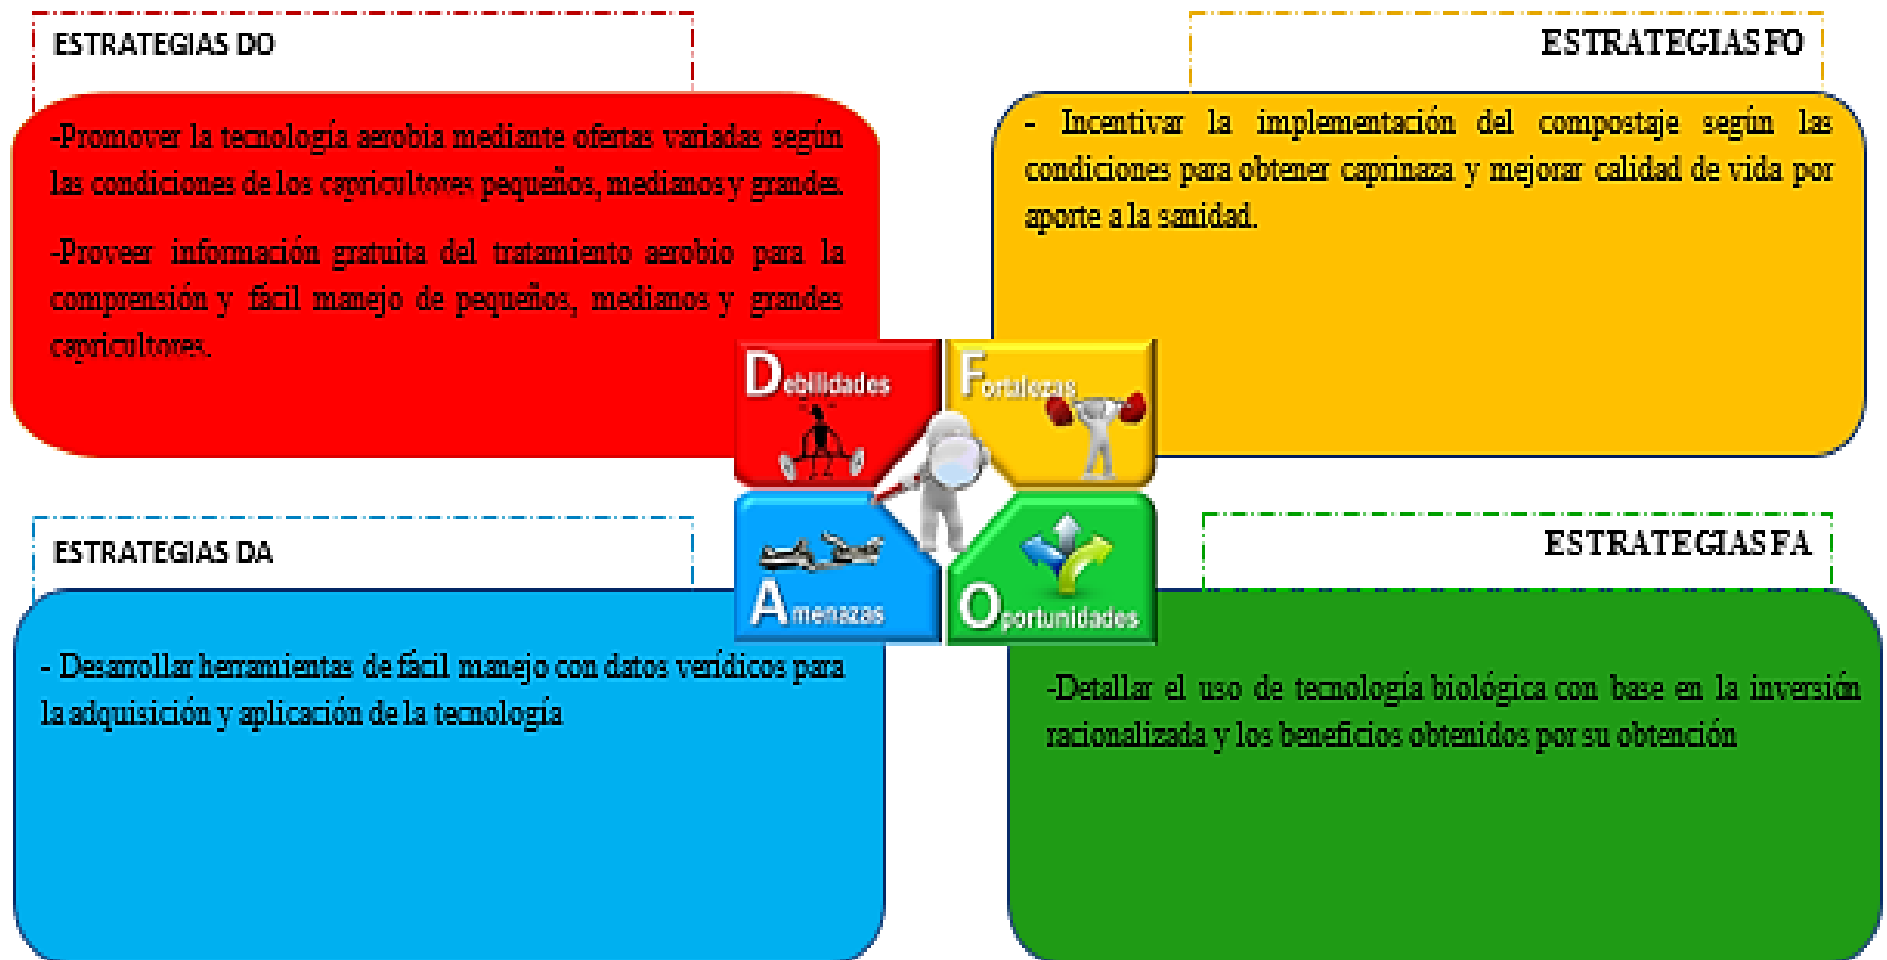 ESTRATEGIAS DO
-Promover la tecnología aerobia mediante ofertas variadas según
las condiciones de los capricultores pequeños, medianos y grandes.
-Proveer información gratuita del tratamiento aerobio para la
comprensión y fácil manejo de pequeños, medianos y grandes
capricultores.
ESTRATEGIAS FO
- Incentivar la implementación del compostaje según las
condiciones para obtener caprinaza y mejorar calidad de vida por
aporte a la sanidad.
Debilidades
Fortalezas
Amenazas
Oportunidades
ESTRATEGIAS DA
- Desarrollar herramientas de fácil manejo con datos verídicos para
la adquisición y aplicación de la tecnología
ESTRATEGIAS FA
-Detallar el uso de tecnología biológica con base en la inversión
racionalizada y los beneficios obtenidos por su obtención